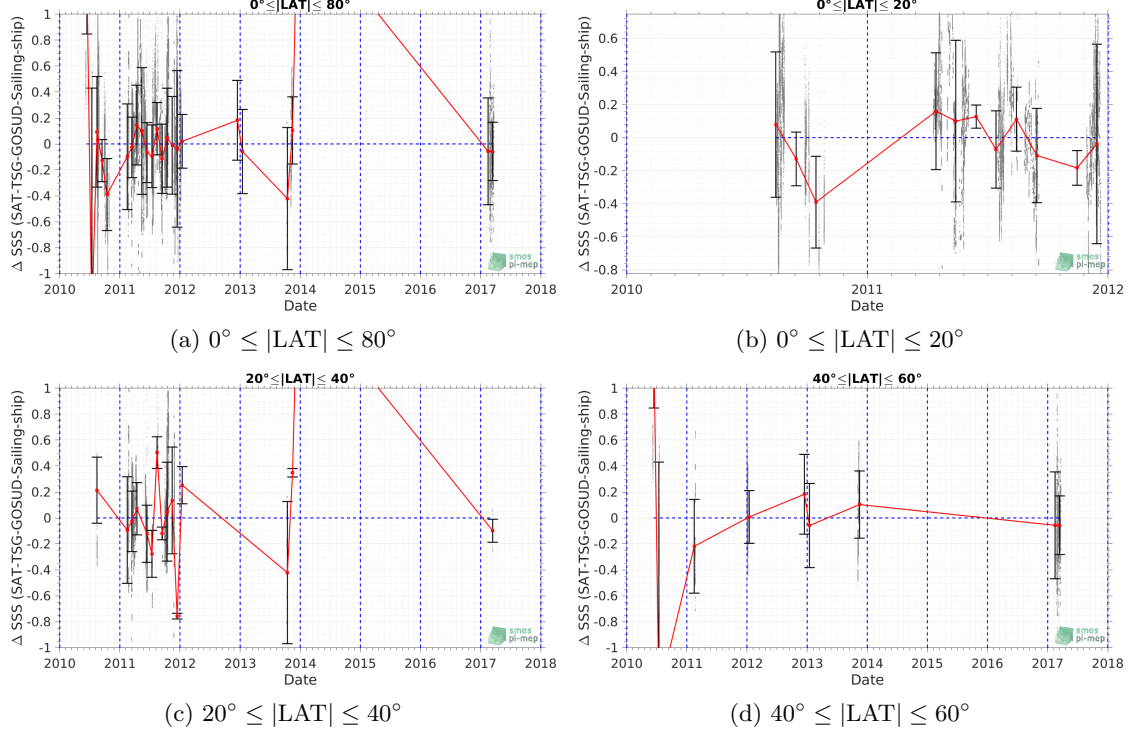 0°≤|LAT|≤ 80°
Δ SSS (SAT-TSG-GOSUD-Sailing-ship)
1
0.8
0.6
0.4
0.2
0
-0.2
-0.4
-0.6
-0.8
-1
2010 2011 2012 2013 2014 2015 2016 2017 2018
Date
smos
pi-mep
(a) 0° ≤ |LAT| ≤ 80°
0°≤|LAT|≤ 20°
Δ SSS (SAT-TSG-GOSUD-Sailing-ship)
0.6
0.4
0.2
0
-0.2
-0.4
-0.6
-0.8
2010 2011 2012
Date
smos
pi-mep
(b) 0° ≤ |LAT| ≤ 20°
20°≤|LAT|≤ 40°
Δ SSS (SAT-TSG-GOSUD-Sailing-ship)
1
0.8
0.6
0.4
0.2
0
-0.2
-0.4
-0.6
-0.8
-1
2010 2011 2012 2013 2014 2015 2016 2017 2018
Date
smos
pi-mep
(c) 20° ≤ |LAT| ≤ 40°
40°≤|LAT|≤ 60°
Δ SSS (SAT-TSG-GOSUD-Sailing-ship)
1
0.8
0.6
0.4
0.2
0
-0.2
-0.4
-0.6
-0.8
-1
2010 2011 2012 2013 2014 2015 2016 2017 2018
Date
smos
pi-mep
(d) 40° ≤ |LAT| ≤ 60°